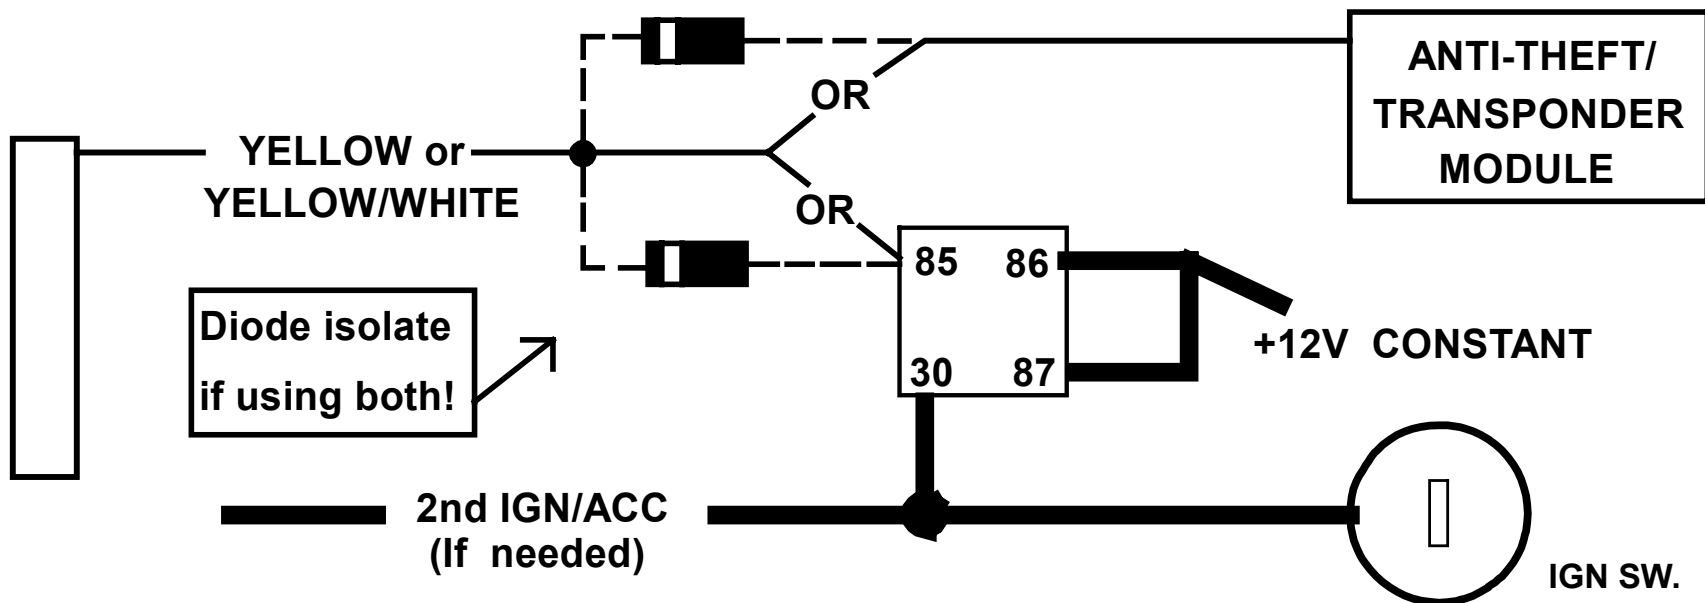 ANTI-THEFT/
TRANSPONDER
MODULE
OR
YELLOW or
YELLOW/WHITE
OR
85 86
30 87
Diode isolate
if using both!
+12V CONSTANT
2nd IGN/ACC
(If needed)
IGN SW.